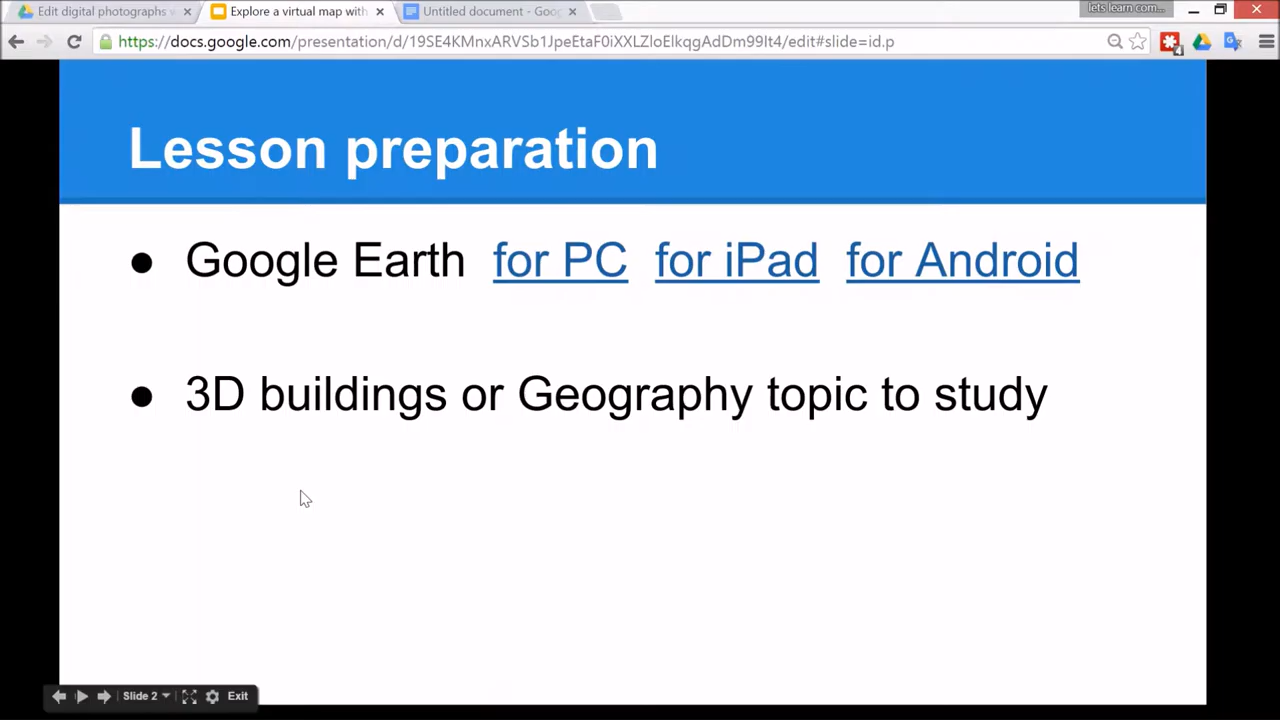 Edit digital photographs
Explore a virtual map with
Untitled document - Goo
lets learn com...
https://docs.google.com/presentation/d/19SE4KMnxARVSb1JpeEtaF0iXXLZloElkqgAdDm99It4/edit#slide=id.p
4
Lesson preparation
● Google Earth for PC for iPad for Android
● 3D buildings or Geography topic to study
Slide 2 Exit